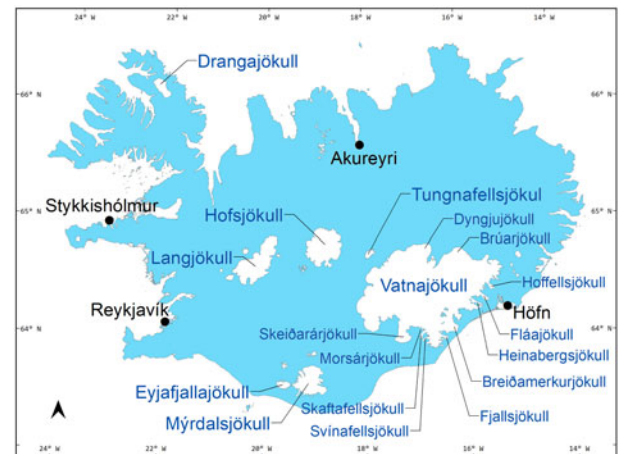 24° W 22° W 20° W 18° W 16° W 14° W
Drangajökull
66° N 66° N
Akureyri
Stykkishólmur
Tungnafellsjökul
65° N 65° N
Hofsjökull
Dyngjujökull
Brúarjökull
Langjökull
Vatnajökull
Hoffellsjökull
Reykjavík
Höfn
64° N 64° N
Skeiðarárjökull
Fláajökull
Morsárjökull
Heinabergsjökull
Eyjafjallajökull
Breiðamerkurjökull
Mýrdalsjökull
Skaftafellsjökull
Fjallsjökull
Svínafellsjökull
24° W 22° W 20° W 18° W 16° W 14° W